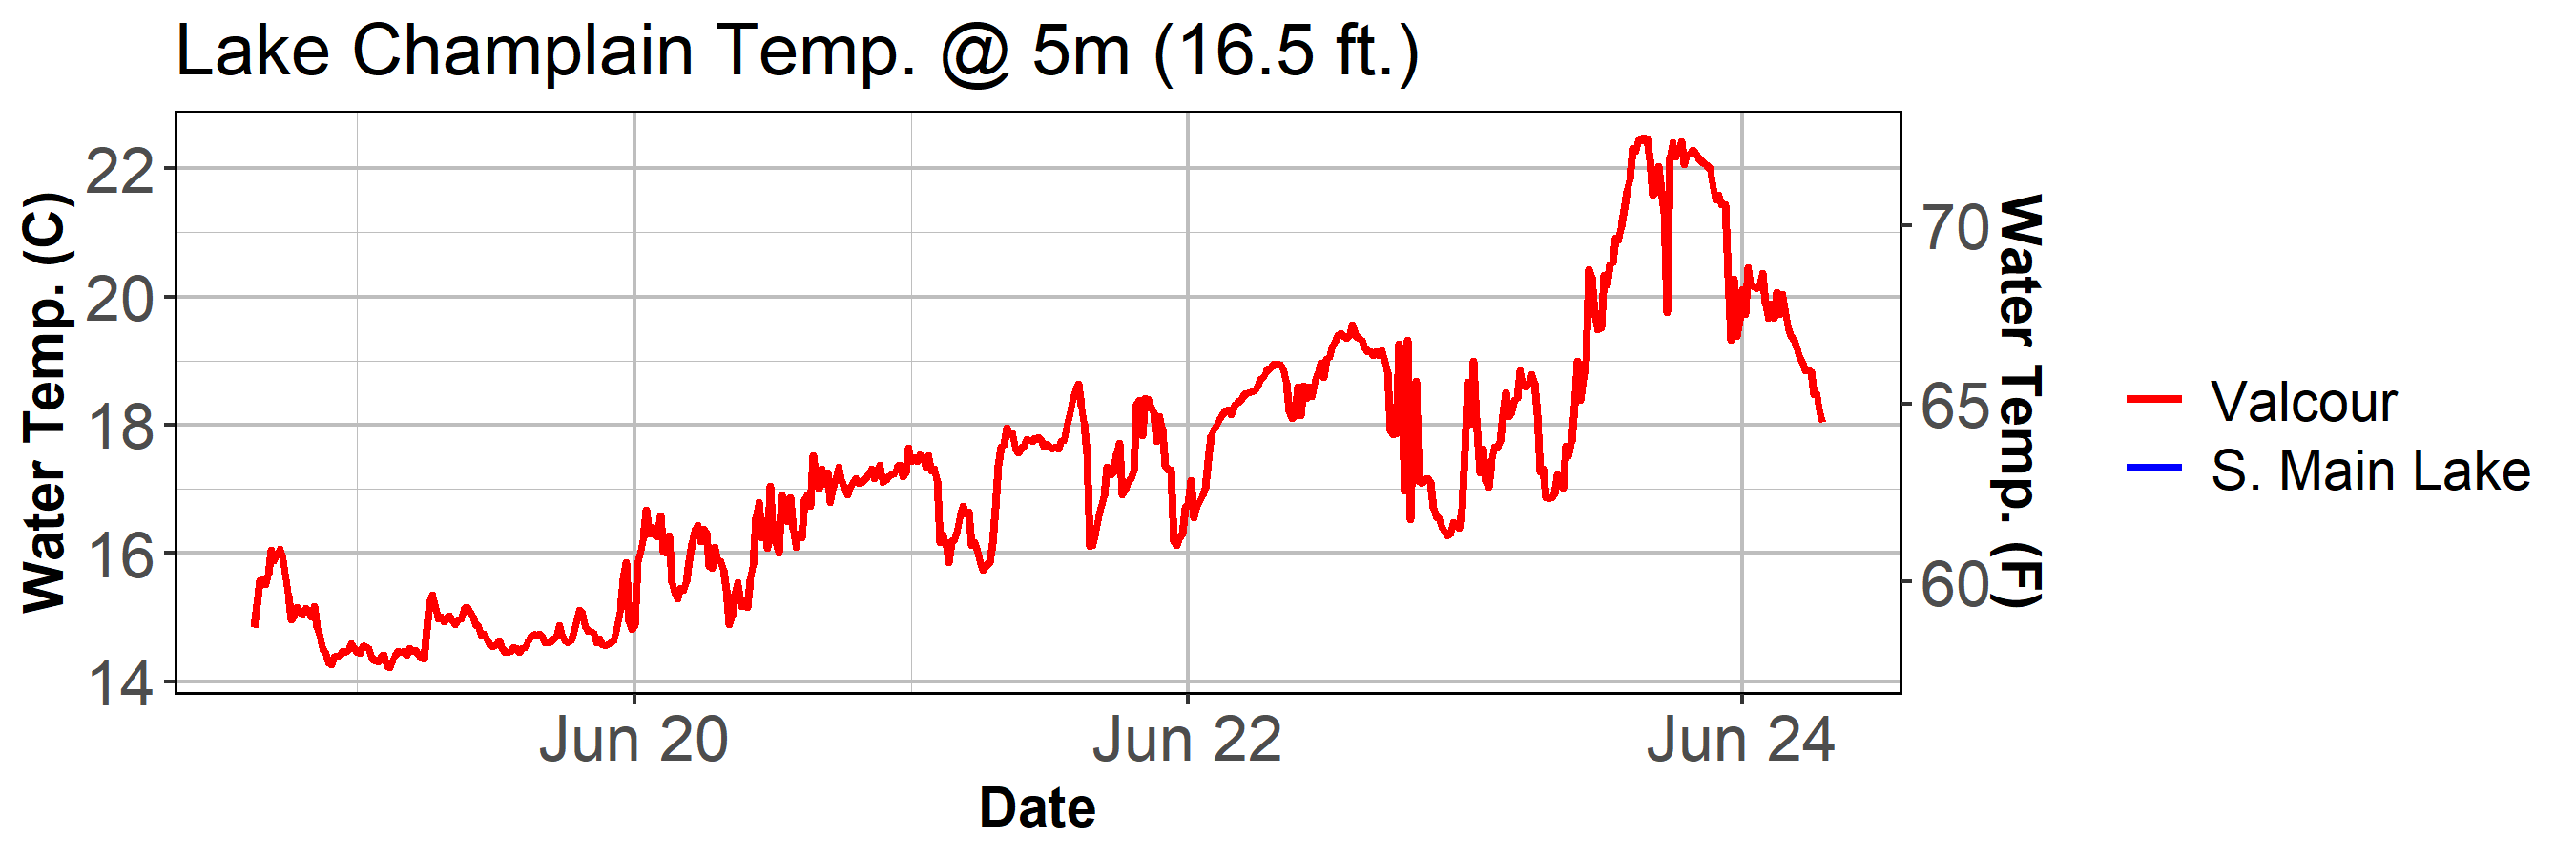 Lake Champlain Temp. @ 5m (16.5 ft.)
Water Temp. (C)
22
20
18
16
14
70
65
60
Water Temp. (F)
Jun 20
Jun 22
Jun 24
Date
Valcour
S. Main Lake